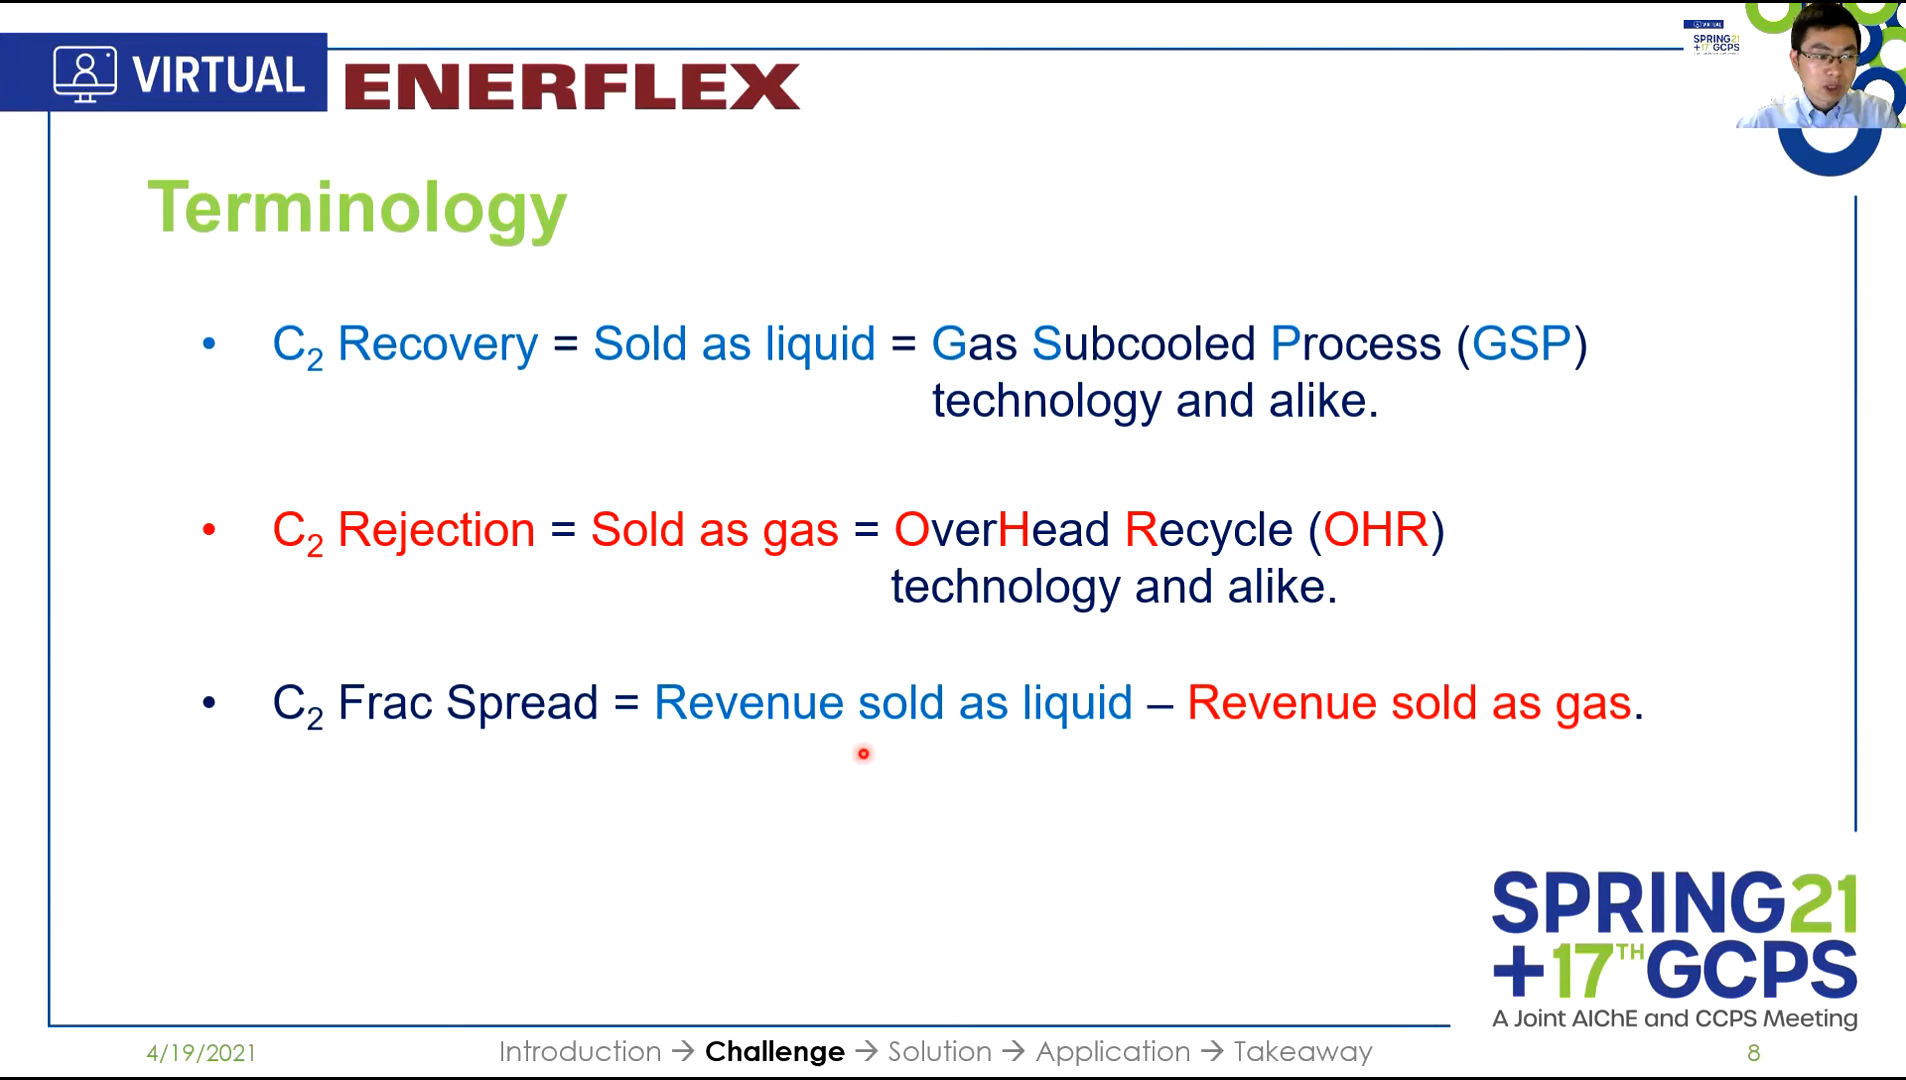 VIRTUAL
ENERFLEX
VIRTUAL
SPRING21
+17TH GCPS
Terminology
• C2 Recovery = Sold as liquid = Gas Subcooled Process (GSP)
technology and alike.
• C2 Rejection = Sold as gas = OverHead Recycle (OHR)
technology and alike.
• C2 Frac Spread = Revenue sold as liquid – Revenue sold as gas.
SPRING21
+17TH GCPS
A Joint AIChE and CCPS Meeting
4/19/2021
Introduction → Challenge → Solution → Application → Takeaway
8